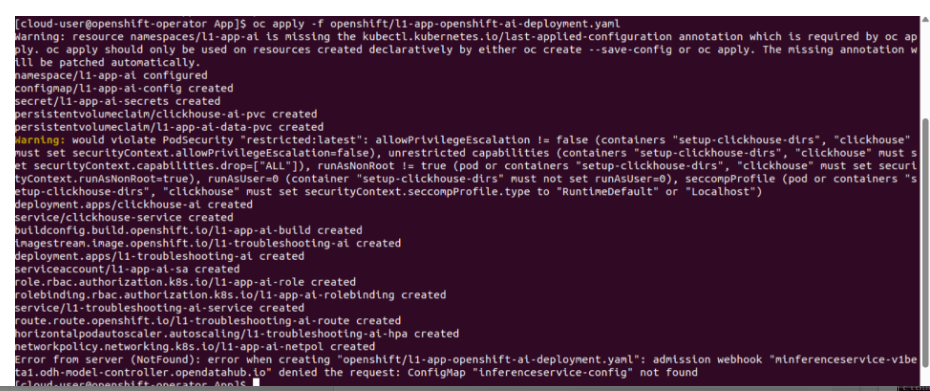 [cloud-user@openshift-operator App]$ oc apply -f openshift/l1-app-openshift-ai-deployment.yaml
Warning: resource namespaces/l1-app-ai is missing the kubectl.kubernetes.io/last-applied-configuration annotation which is required by oc ap
ply. oc apply should only be used on resources created declaratively by either oc create --save-config or oc apply. The missing annotation w
ill be patched automatically.
namespace/l1-app-ai configured
configmap/l1-app-ai-config created
secret/l1-app-ai-secrets created
persistentvolumeclaim/clickhouse-ai-pvc created
persistentvolumeclaim/l1-app-ai-data-pvc created
Warning: would violate PodSecurity "restricted:latest": allowPrivilegeEscalation != false (containers "setup-clickhouse-dirs", "clickhouse"
must set securityContext.allowPrivilegeEscalation=false), unrestricted capabilities (containers "setup-clickhouse-dirs", "clickhouse" must s
et securityContext.capabilities.drop=["ALL"]), runAsNonRoot != true (pod or containers "setup-clickhouse-dirs", "clickhouse" must set securi
tyContext.runAsNonRoot=true), runAsUser=0 (container "setup-clickhouse-dirs" must not set runAsUser=0), seccompProfile (pod or containers "s
etup-clickhouse-dirs", "clickhouse" must set securityContext.seccompProfile.type to "RuntimeDefault" or "Localhost")
deployment.apps/clickhouse-ai created
service/clickhouse-service created
buildconfig.build.openshift.io/l1-app-ai-build created
imagestream.image.openshift.io/l1-troubleshooting-ai created
deployment.apps/l1-troubleshooting-ai created
serviceaccount/l1-app-ai-sa created
role.rbac.authorization.k8s.io/l1-app-ai-role created
rolebinding.rbac.authorization.k8s.io/l1-app-ai-rolebinding created
service/l1-troubleshooting-ai-service created
route.route.openshift.io/l1-troubleshooting-ai-route created
horizontalpodautoscaler.autoscaling/l1-troubleshooting-ai-hpa created
networkpolicy.networking.k8s.io/l1-app-ai-netpol created
Error from server (NotFound): error when creating "openshift/l1-app-openshift-ai-deployment.yaml": admission webhook "minferenceservice-v1be
ta1.odh-model-controller.opendatahub.io" denied the request: ConfigMap "inferenceservice-config" not found
[cloud-user@openshift-operator App]$